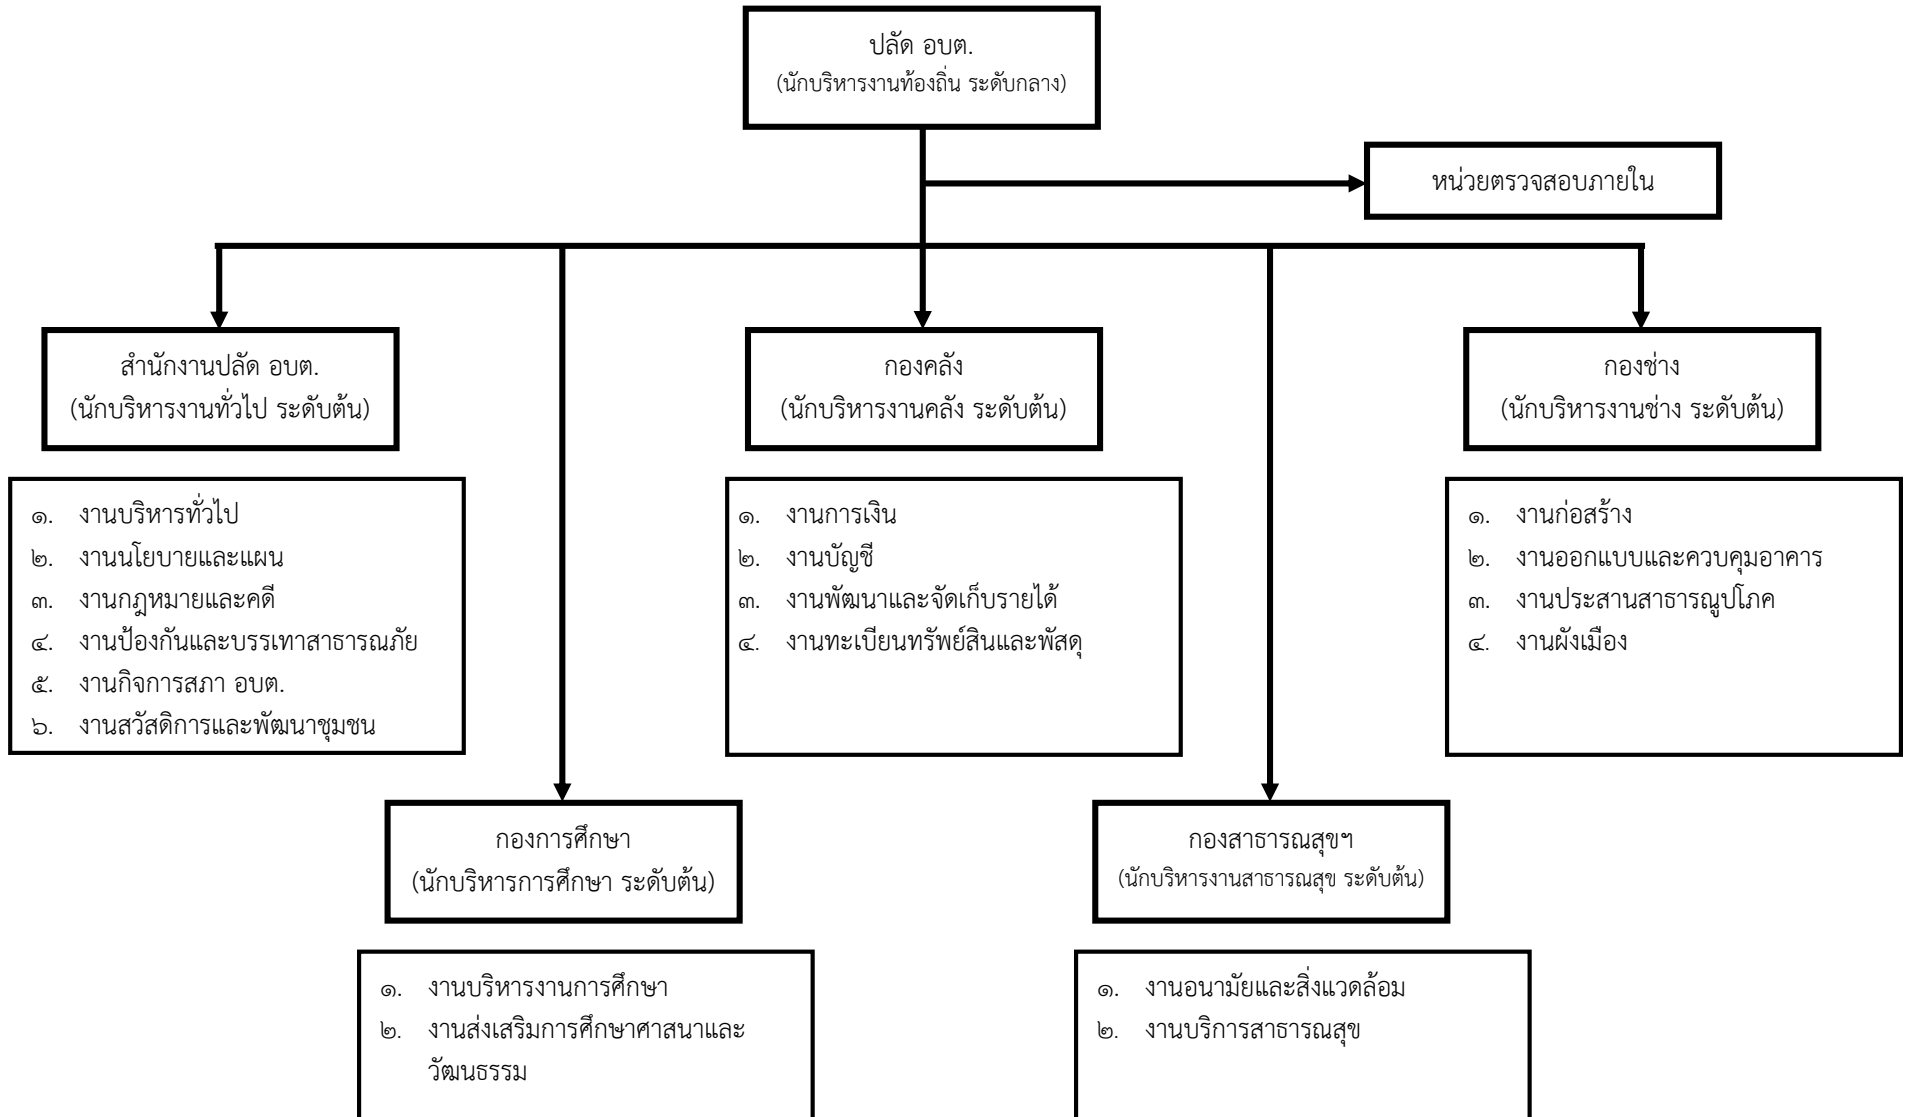 ปลัด อบต.
(นักบริหารงานท้องถิ่น ระดับกลาง)
หน่วยตรวจสอบภายใน
สำนักงานปลัด อบต.
(นักบริหารงานทั่วไป ระดับต้น)
กองคลัง
(นักบริหารงานคลัง ระดับต้น)
กองช่าง
(นักบริหารงานช่าง ระดับต้น)
๑. งานบริหารทั่วไป
๒. งานนโยบายและแผน
๓. งานกฎหมายและคดี
๔. งานป้องกันและบรรเทาสาธารณภัย
๕. งานกิจการสภา อบต.
๖. งานสวัสดิการและพัฒนาชุมชน
๑. งานการเงิน
๒. งานบัญชี
๓. งานพัฒนาและจัดเก็บรายได้
๔. งานทะเบียนทรัพย์สินและพัสดุ
๑. งานก่อสร้าง
๒. งานออกแบบและควบคุมอาคาร
๓. งานประสานสาธารณูปโภค
๔. งานผังเมือง
กองการศึกษา
(นักบริหารการศึกษา ระดับต้น)
กองสาธารณสุขฯ
(นักบริหารงานสาธารณสุข ระดับต้น)
๑. งานบริหารงานการศึกษา
๒. งานส่งเสริมการศึกษาศาสนาและ
วัฒนธรรม
๑. งานอนามัยและสิ่งแวดล้อม
๒. งานบริการสาธารณสุข